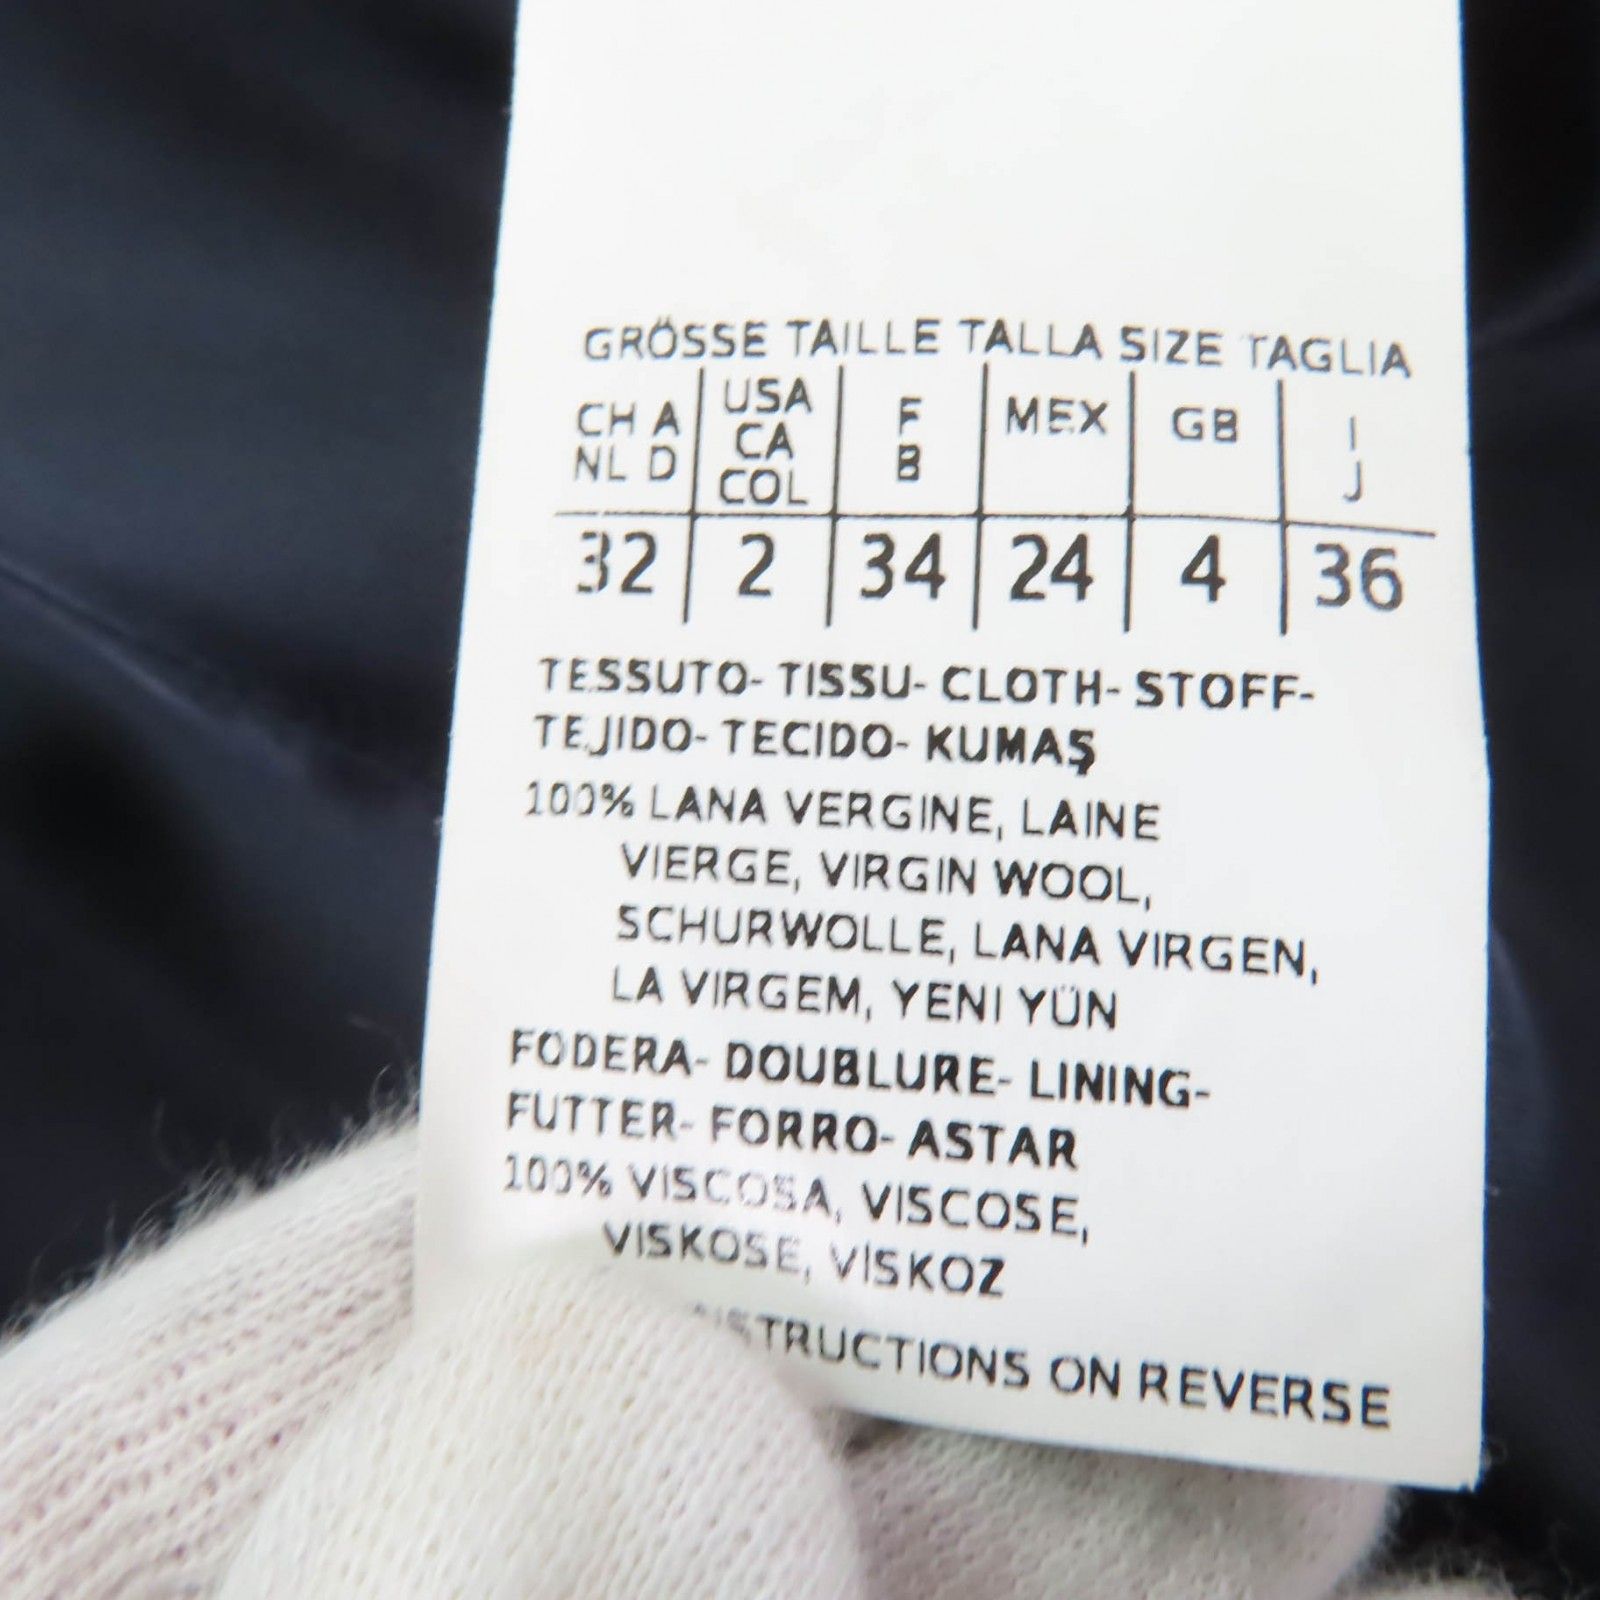 GRÖSSE TAILLE TALLA SIZE TAGLIA
CH A NL D | USA CA COL | F B | MEX | GB | I J
32 | 2 | 34 | 24 | 4 | 36
TESSUTO- TISSU- CLOTH- STOFF-
TEJIDO- TECIDO- KUMAŞ
100% LANA VERGINE, LAINE
VIERGE, VIRGIN WOOL,
SCHURWOLLE, LANA VIRGEN,
LA VIRGEM, YENI YÜN
FODERA- DOUBLURE- LINING-
FUTTER- FORRO- ASTAR
100% VISCOSA, VISCOSE,
VISKOSE, VİSKOZ
ON REVERSE